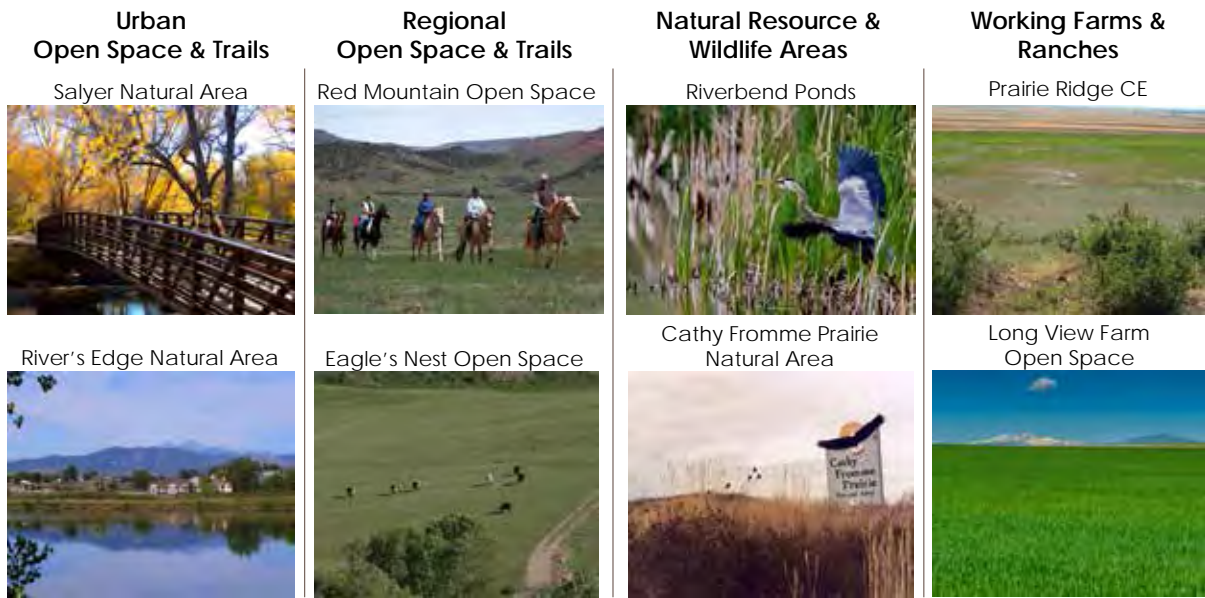 Urban
Open Space & Trails
Salyer Natural Area
River's Edge Natural Area
Regional
Open Space & Trails
Red Mountain Open Space
Eagle's Nest Open Space
Natural Resource &
Wildlife Areas
Riverbend Ponds
Cathy Fromme Prairie
Natural Area
Cathy
Fromme
Prairie
Working Farms &
Ranches
Prairie Ridge CE
Long View Farm
Open Space